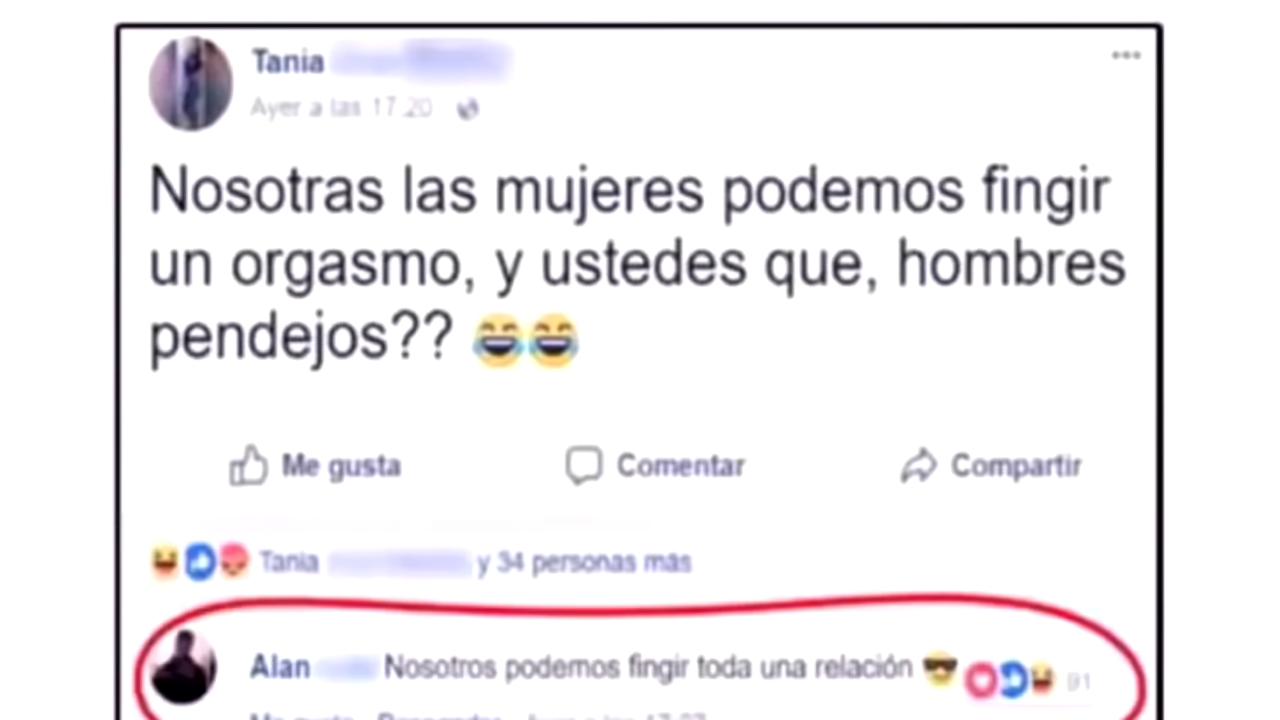 Tania
Ayer a las 17:20
Nosotras las mujeres podemos fingir
un orgasmo, y ustedes que, hombres
pendejos??
Me gusta Comentar Compartir
Tania y 34 personas más
Alan Nosotros podemos fingir toda una relación 91